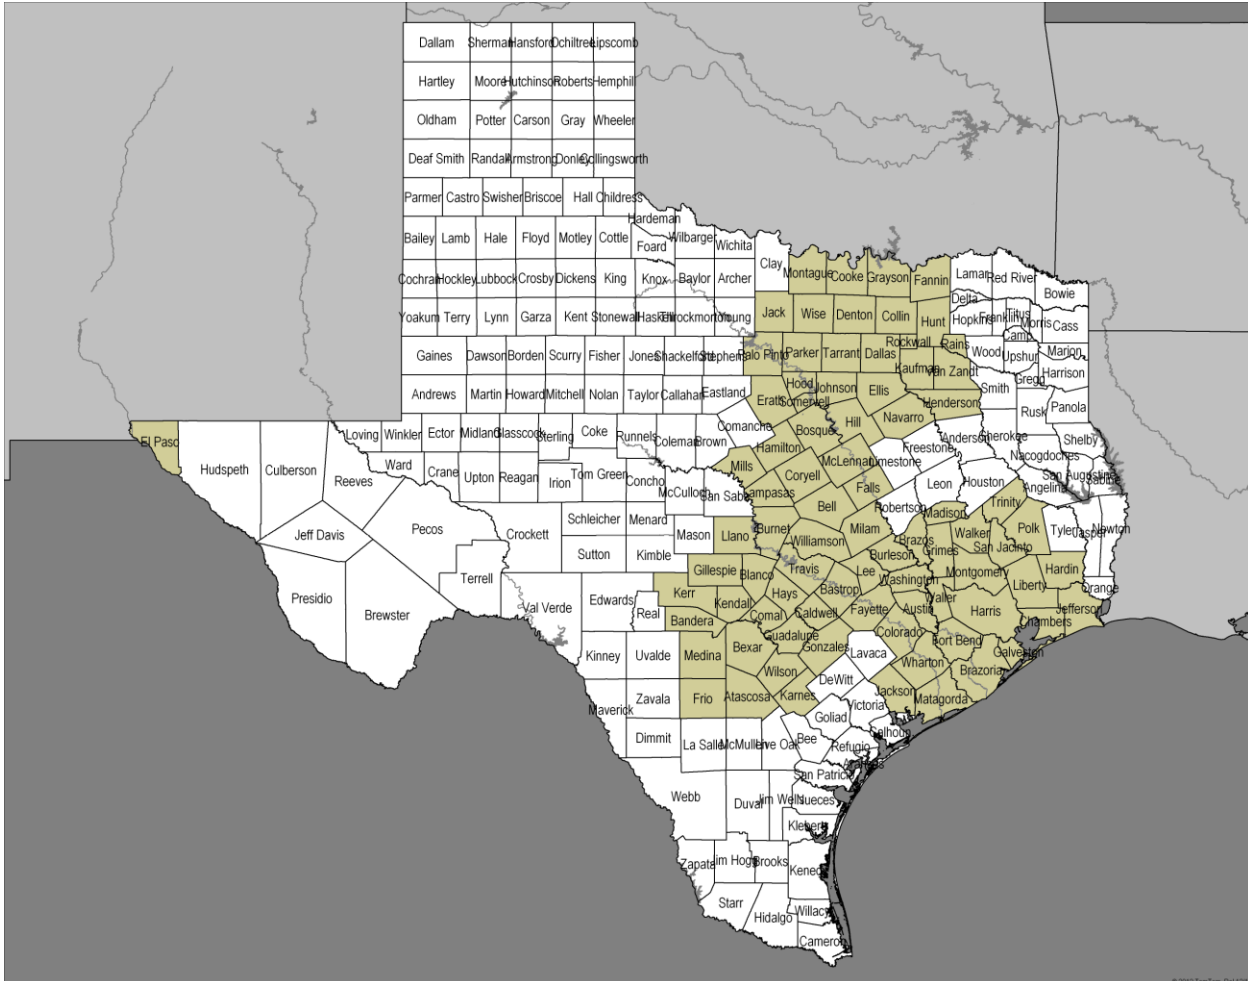 Dallam Sherman Hansford Ochiltree Lipscomb
Hartley Moore Hutchinson Roberts Hemphill
Oldham Potter Carson Gray Wheeler
Deaf Smith Randall Armstrong Donley Collingsworth
Parmer Castro Swisher Briscoe Hall Childress
Hardeman
Bailey Lamb Hale Floyd Motley Cottle Foard Wilbarger Wichita
Clay Montague Cooke Grayson Fannin Lamar Red River Bowie
Cochran Hockley Lubbock Crosby Dickens King Knox Baylor Archer
Delta Hopkins Franklin Titus Morris Cass
Yoakum Terry Lynn Garza Kent Stonewall Haskell Throckmorton Young Jack Wise Denton Collin Hunt
Rockwall Rains Wood Camp Upshur Marion
Gaines Dawson Borden Scurry Fisher Jones Shackelford Stephens Palo Pinto Parker Tarrant Dallas Kaufman Van Zandt
Smith Gregg Harrison
Andrews Martin Howard Mitchell Nolan Taylor Callahan Eastland Erath Hood Somervell Johnson Ellis Henderson
Rusk Panola
El Paso Hudspeth Culberson Reeves Loving Winkler Ector Midland Glasscock Sterling Coke Runnels Coleman Brown Comanche Bosque Hill Navarro
Hamilton Freestone Anderson Cherokee Shelby
Ward Crane Upton Reagan Irion Tom Green Concho McCulloch San Saba Mills Coryell McLennan Limestone Nacogdoches
Lampasas Falls Leon Houston San Augustine Sabine Angelina
Jeff Davis Pecos Crockett Schleicher Menard Mason Llano Burnet Bell Robertson Madison Trinity
Williamson Milam Brazos Grimes Walker Polk Tyler Jasper Newton
San Jacinto
Sutton Kimble Gillespie Blanco Travis Lee Burleson Washington Montgomery Liberty Hardin
Terrell
Presidio Brewster Val Verde Edwards Real Kerr Kendall Hays Bastrop Orange
Bandera Comal Caldwell Fayette Austin Waller Harris Chambers Jefferson
Guadalupe Gonzales Colorado Fort Bend Galveston
Kinney Uvalde Medina Bexar Wilson Lavaca Wharton Brazoria
DeWitt
Maverick Zavala Frio Atascosa Karnes Jackson Matagorda
Victoria
Goliad Calhoun
Dimmit La Salle McMullen Live Oak Bee Refugio
Aransas
San Patricio
Webb Duval Jim Wells Nueces
Kleberg
Zapata Jim Hogg Brooks Kenedy
Starr Hidalgo Willacy
Cameron